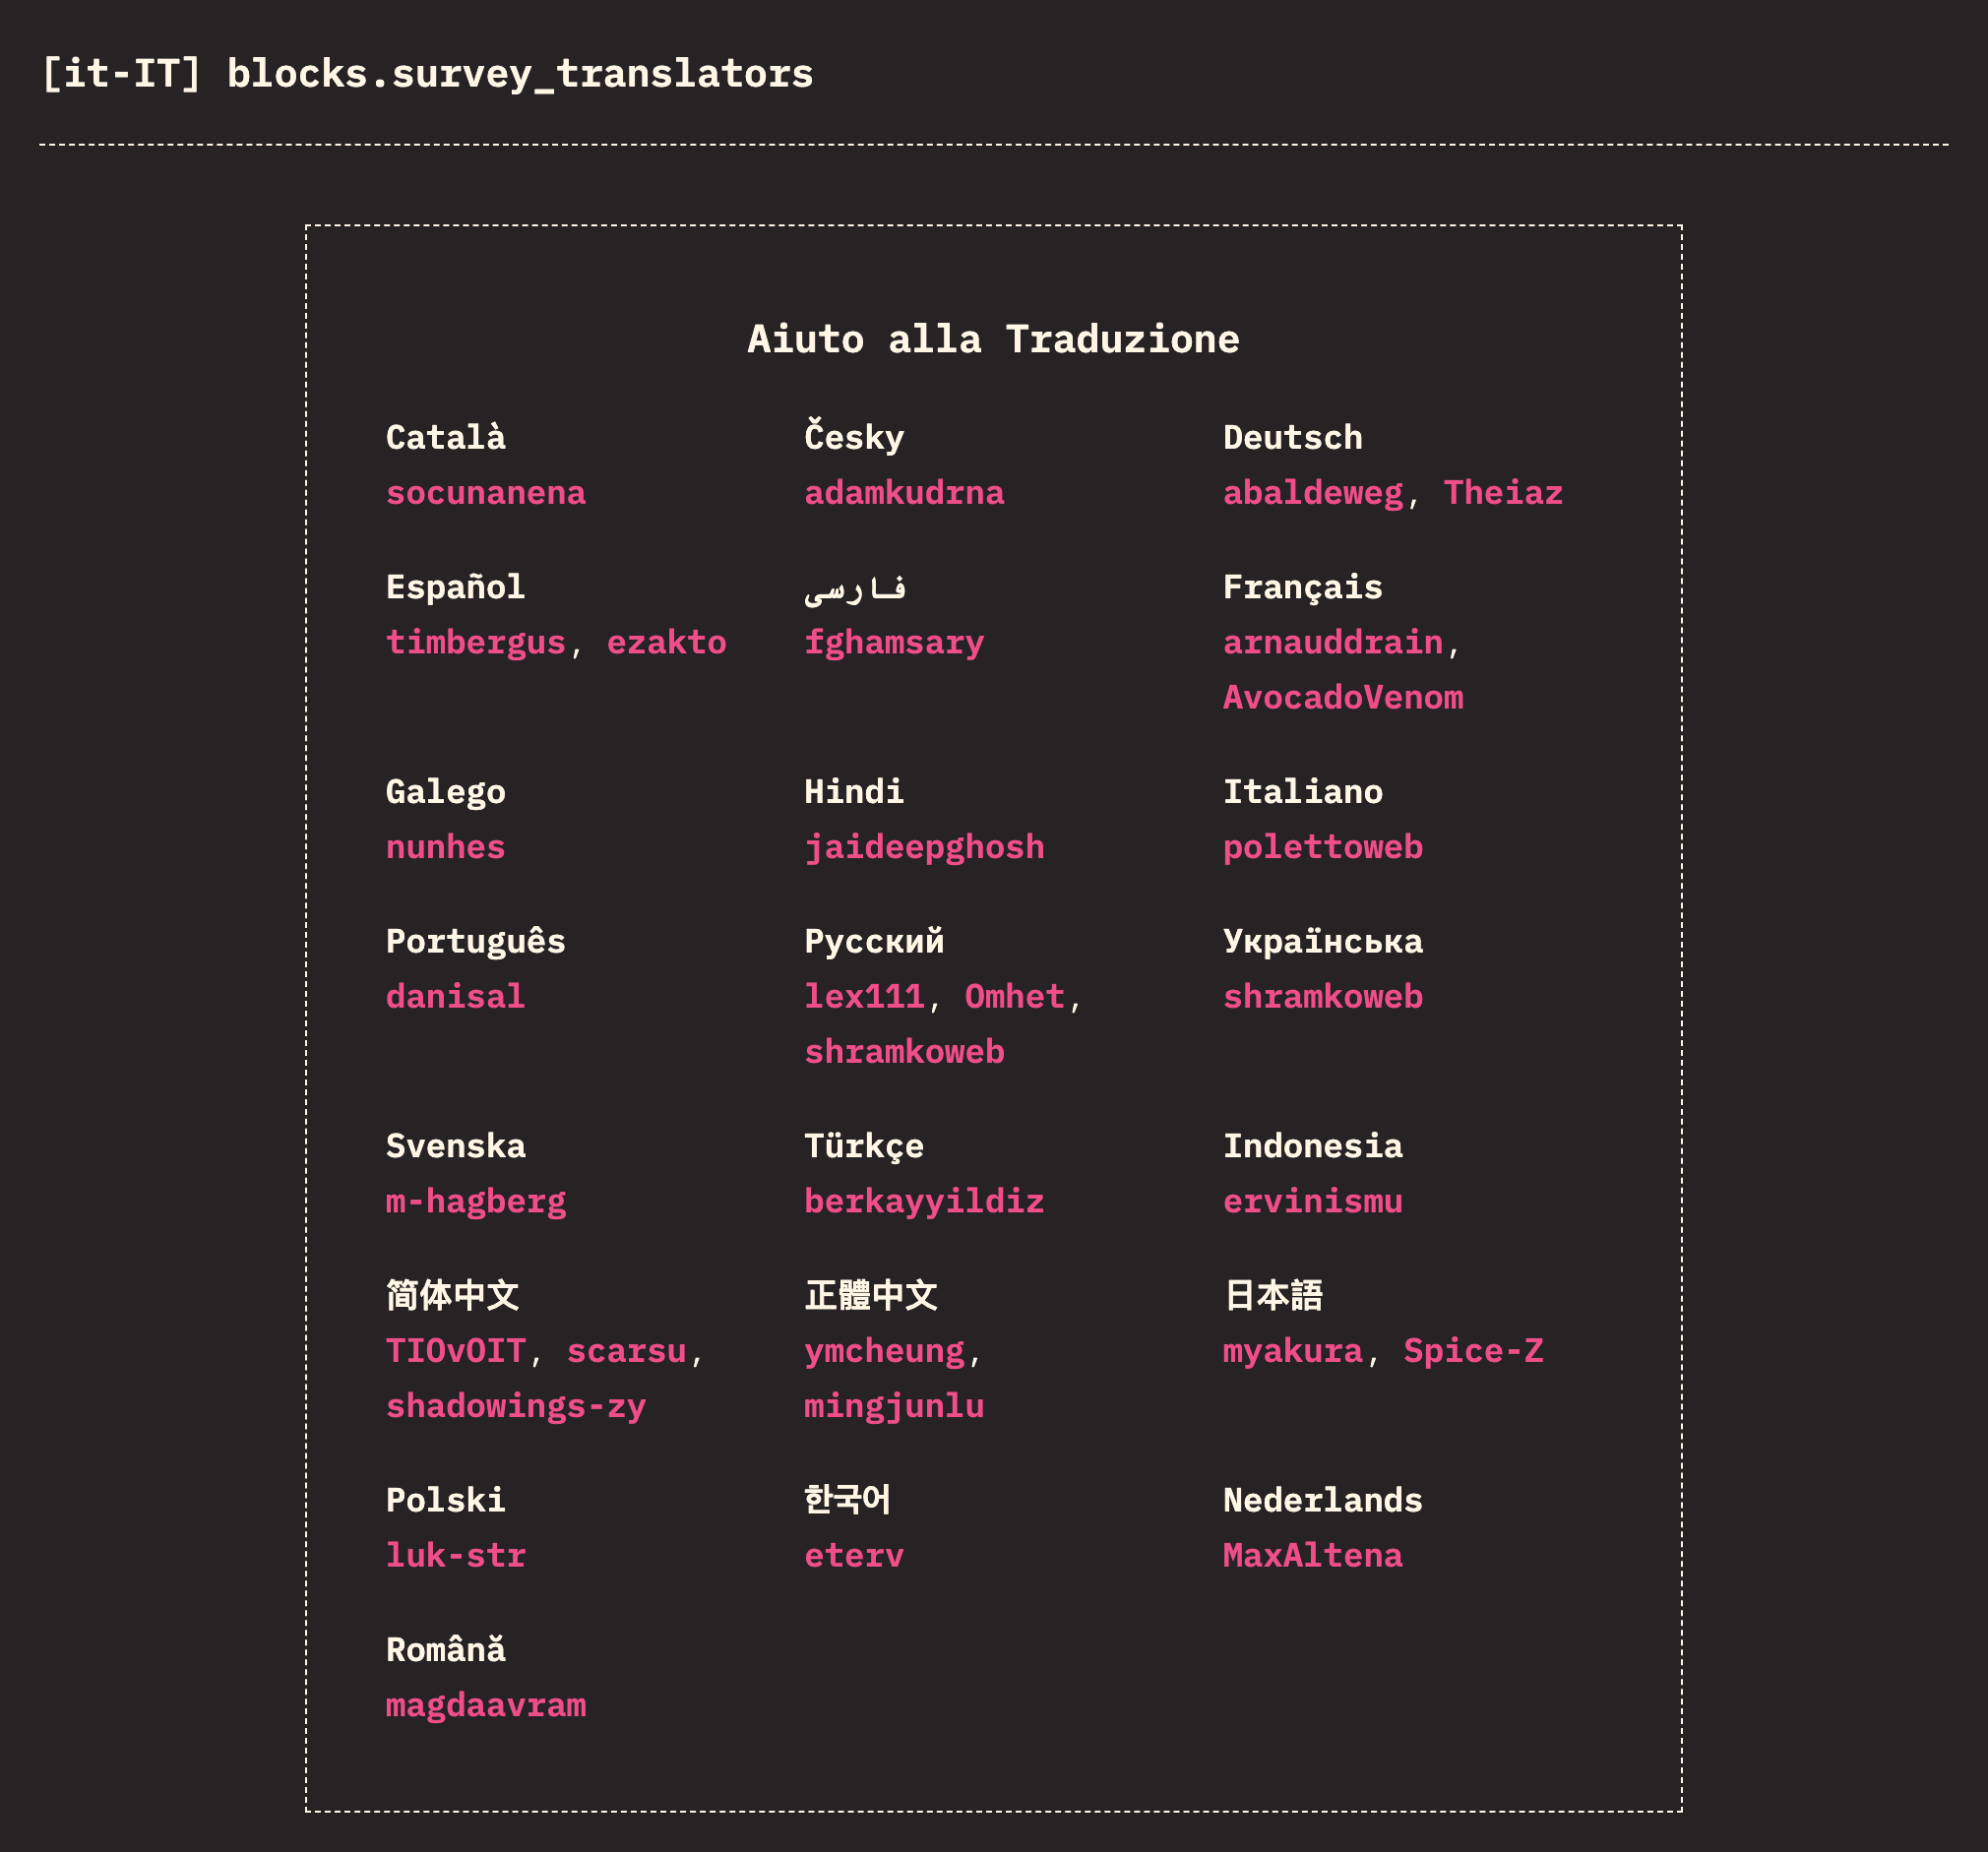 [it-IT] blocks.survey_translators
Aiuto alla Traduzione
Català
socunanena
Česky
adamkudrna
Deutsch
abaldeweg, Theiaz
Español
timbergus, ezakto
فارسی
fghamsary
Français
arnauddrain,
AvocadoVenom
Galego
nunhes
Hindi
jaideepghosh
Italiano
polettoweb
Português
danisal
Русский
lex111, Omhet,
shramkoweb
Українська
shramkoweb
Svenska
m-hagberg
Türkçe
berkayyildiz
Indonesia
ervinismu
简体中文
TIOvOIT, scarsu,
shadowings-zy
正體中文
ymcheung,
mingjunlu
日本語
myakura, Spice-Z
Polski
luk-str
한국어
eterv
Nederlands
MaxAltena
Română
magdaavram